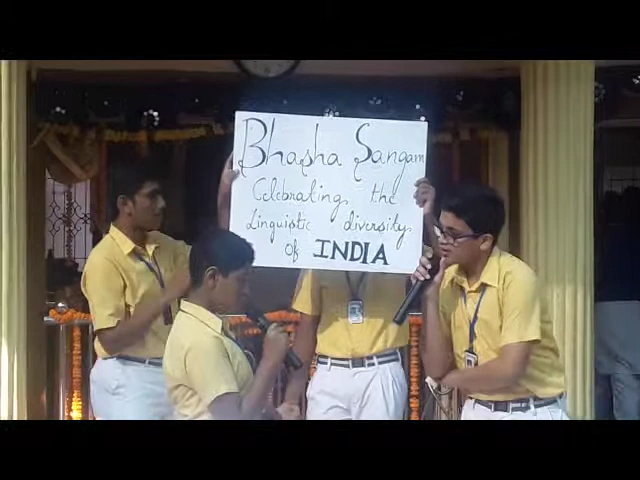 Bhasha Sangam
Celebrating the
Linguistic diversity
of INDIA